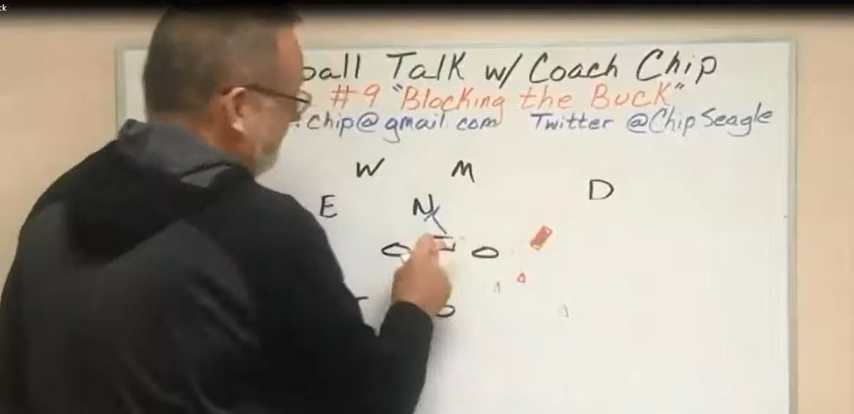 ball Talk w/ Coach Chip
#9 "Blocking the Buck"
.chip@gmail.com Twitter @ChipSeagle
W M
E N D